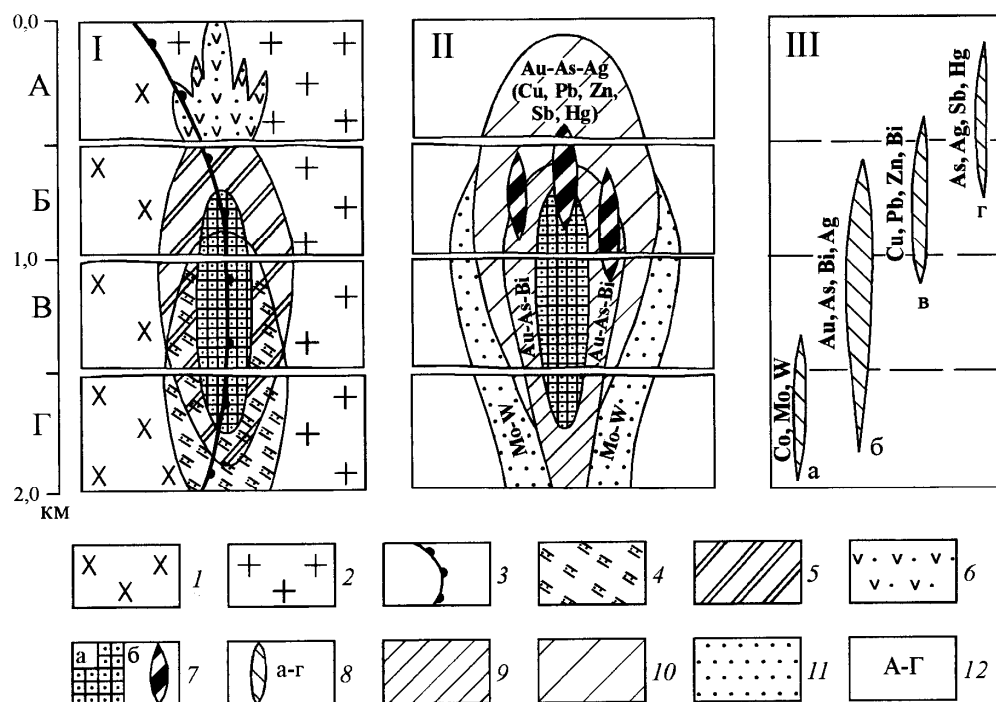 0,0
I
II
III
А
Au-As-Ag
(Cu, Pb, Zn,
Sb, Hg)
As, Ag, Sb, Hg
г
Б
Cu, Pb, Zn, Bi
в
1,0
В
Au-As-Bi
Au-As-Bi
Au, As, Bi, Ag
б
Г
Mo-W
Mo-W
Co, Mo, W
а
2,0
км
1
2
3
4
5
6
а
б
7
а-г
8
9
10
11
А-Г
12